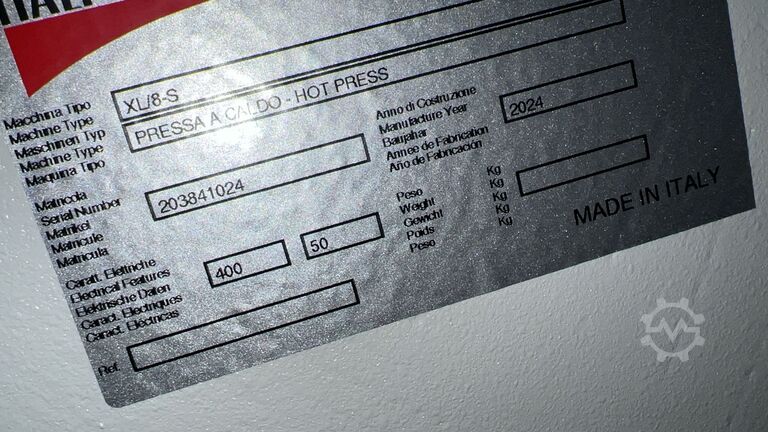 Macchina Tipo
Machine Type
Maschinen Typ
Machine Type
Maquina Tipo
XL/8-S
PRESSA A CALDO - HOT PRESS
Matricola
Serial Number
Matrikel
Matricule
Matricula
203841024
Anno di Costruzione
Manufacture Year
Baujahar
Annee de Fabrication
Año de Fabricación
2024
Caratt. Elettriche
Electrical Features
Elektrische Daten
Caract. Electriques
Caract. Eléctricas
400
50
Peso
Weight
Gewicht
Poids
Peso
Kg
Kg
Kg
Kg
Kg
MADE IN ITALY
Ref.